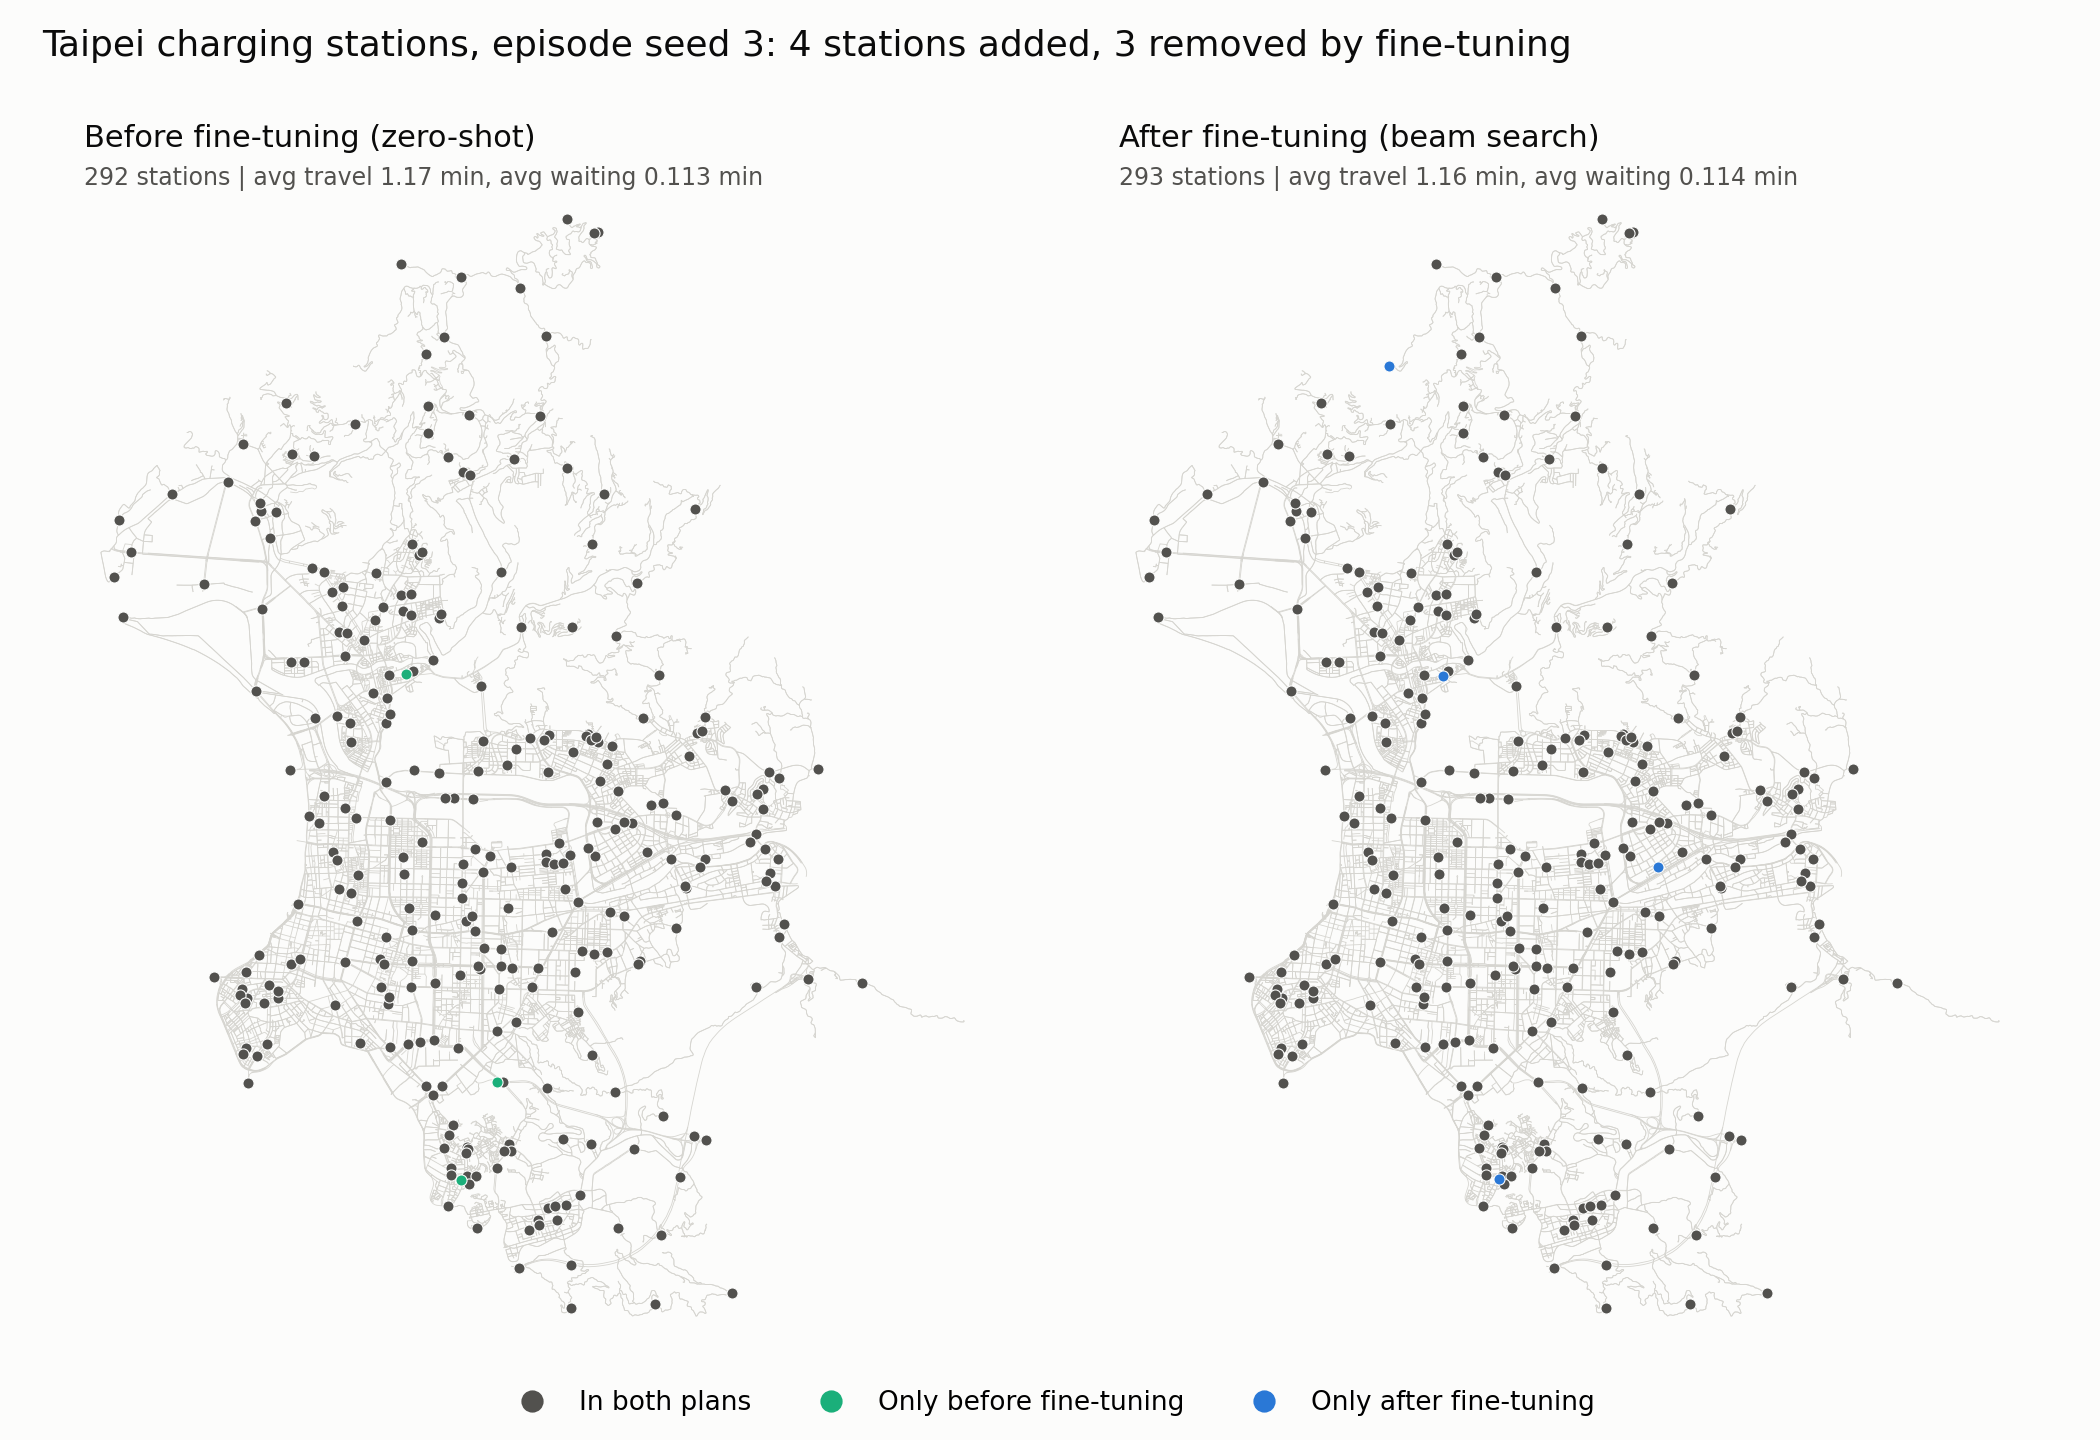 Taipei charging stations, episode seed 3: 4 stations added, 3 removed by fine-tuning
Before fine-tuning (zero-shot)
292 stations | avg travel 1.17 min, avg waiting 0.113 min
After fine-tuning (beam search)
293 stations | avg travel 1.16 min, avg waiting 0.114 min
In both plans
Only before fine-tuning
Only after fine-tuning